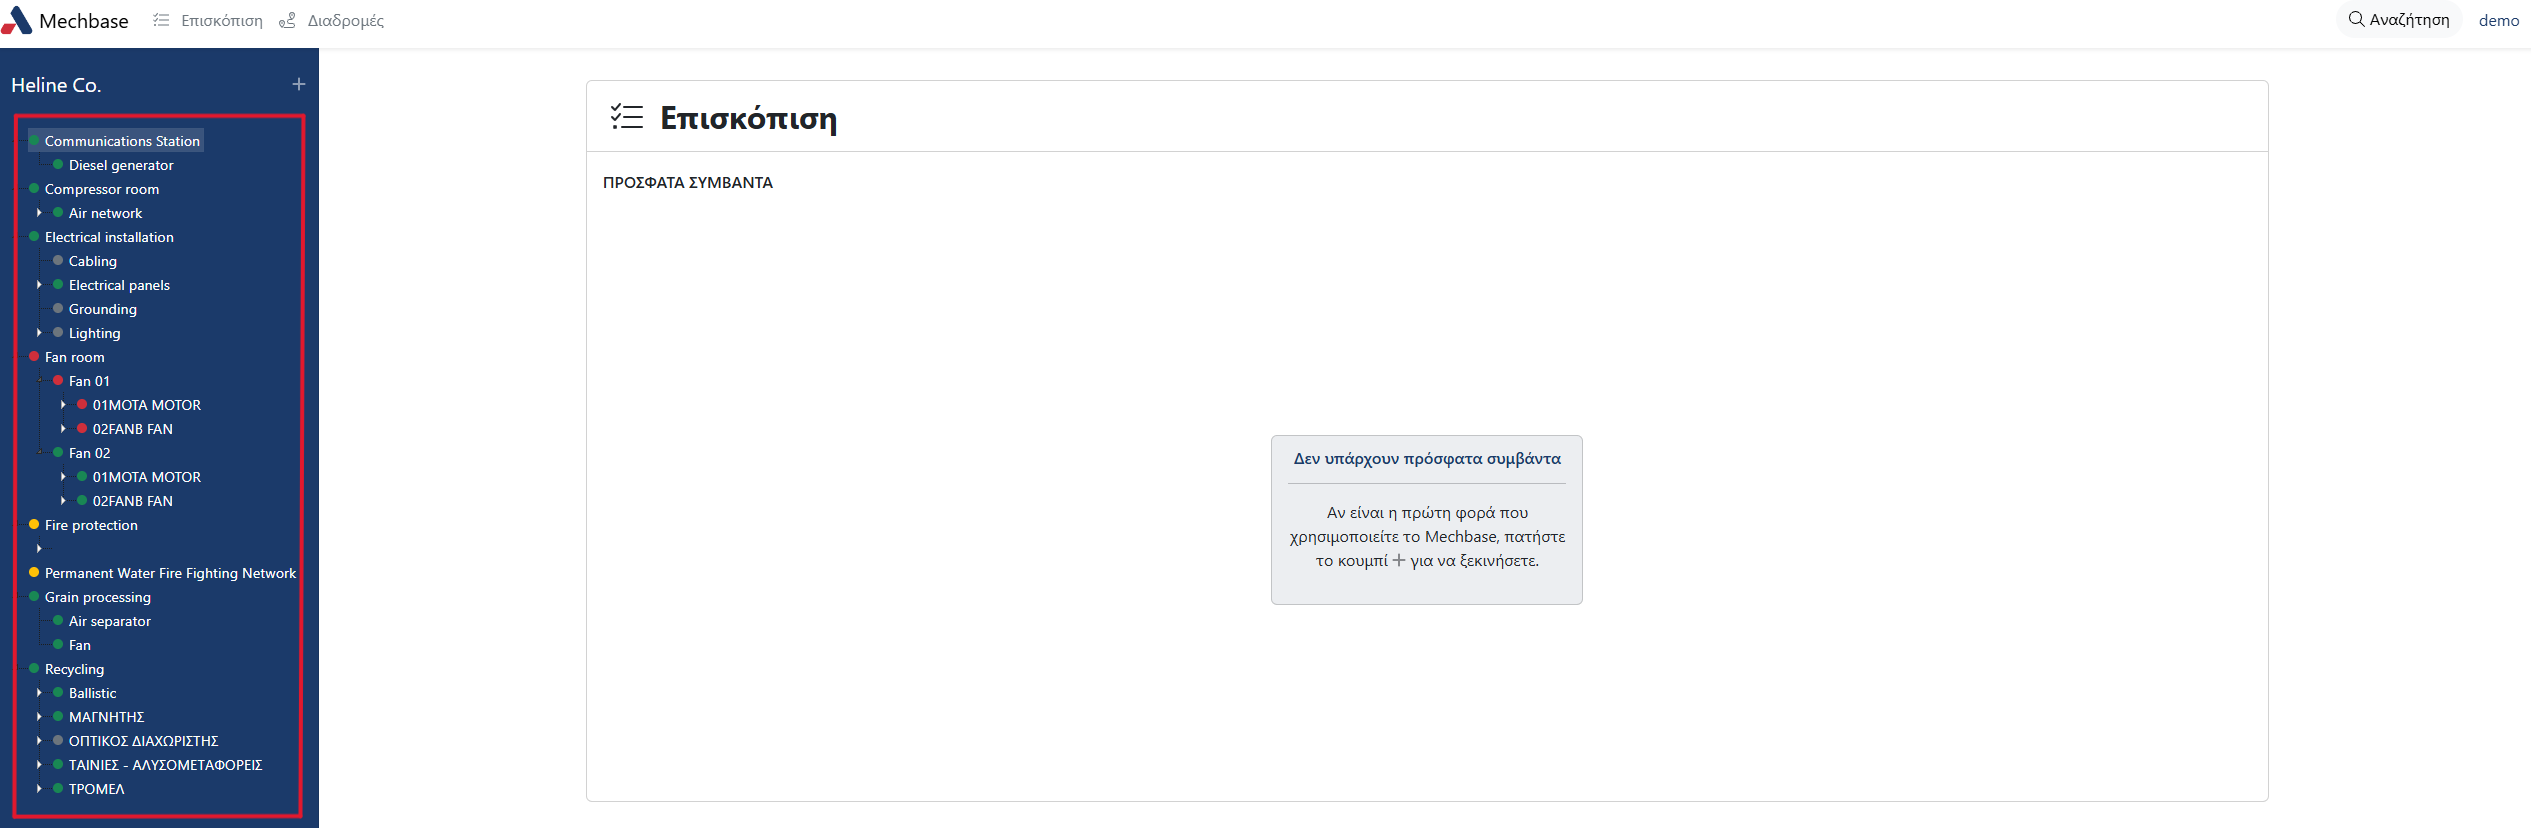 Mechbase
Επισκόπιση
Διαδρομές
Αναζήτηση
demo
Heline Co.
Communications Station
Diesel generator
Compressor room
Air network
Electrical installation
Cabling
Electrical panels
Grounding
Lighting
Fan room
Fan 01
01MOTA MOTOR
02FANB FAN
Fan 02
01MOTA MOTOR
02FANB FAN
Fire protection
Permanent Water Fire Fighting Network
Grain processing
Air separator
Fan
Recycling
Ballistic
ΜΑΓΝΗΤΗΣ
ΟΠΤΙΚΟΣ ΔΙΑΧΩΡΙΣΤΗΣ
ΤΑΙΝΙΕΣ - ΑΛΥΣΟΜΕΤΑΦΟΡΕΙΣ
ΤΡΟΜΕΛ
Επισκόπιση
ΠΡΟΣΦΑΤΑ ΣΥΜΒΑΝΤΑ
Δεν υπάρχουν πρόσφατα συμβάντα
Αν είναι η πρώτη φορά που
χρησιμοποιείτε το Mechbase, πατήστε
το κουμπί + για να ξεκινήσετε.